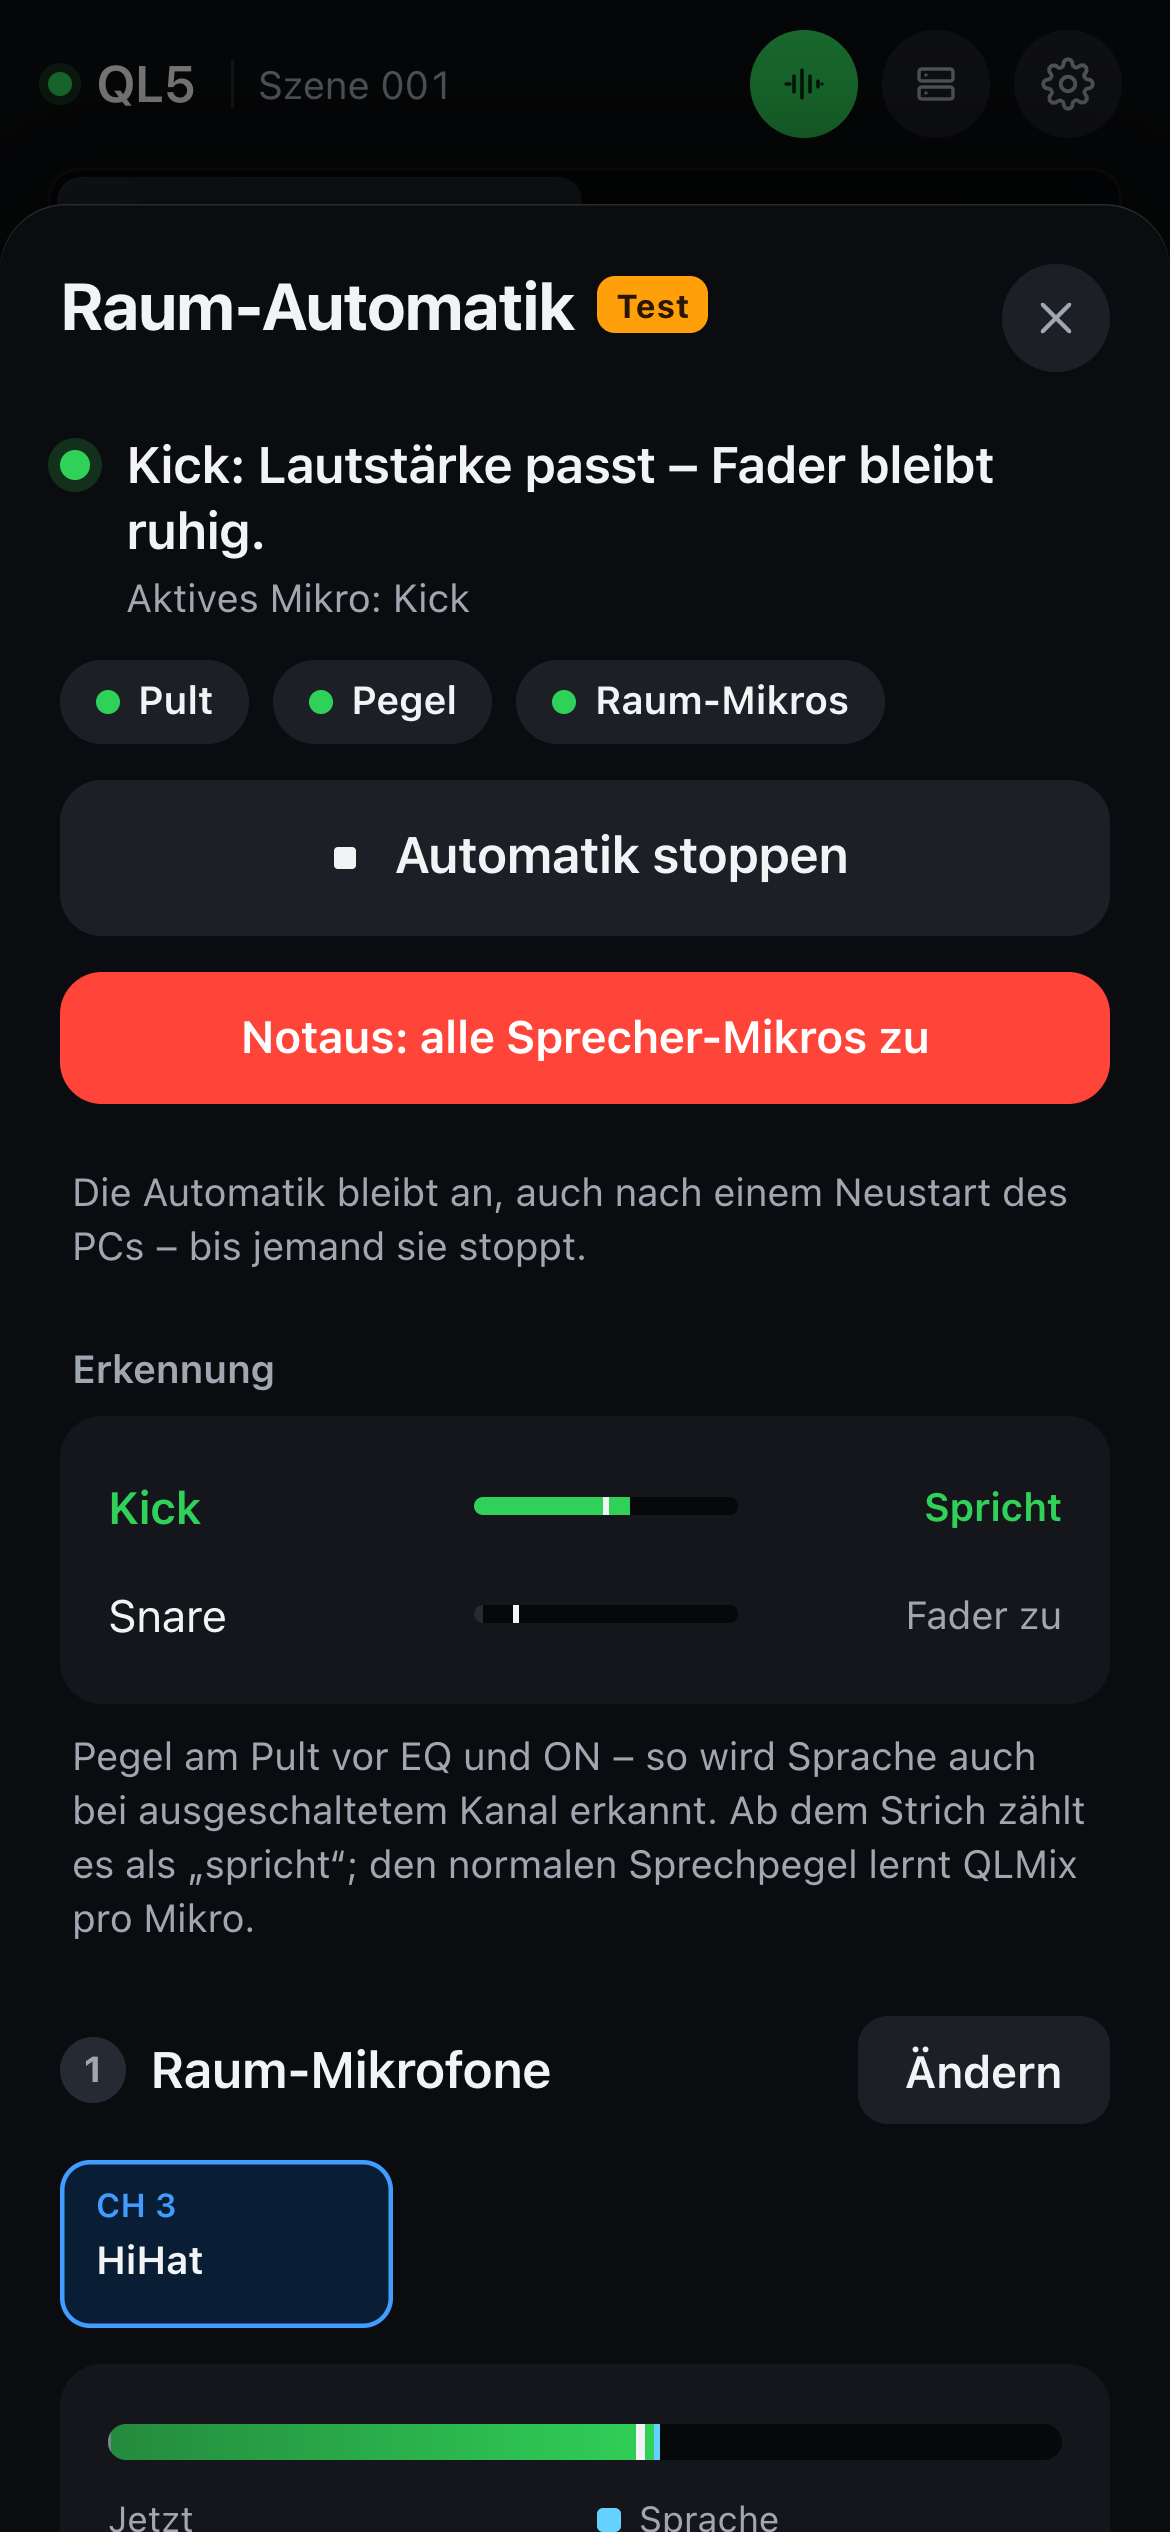 QL5
Szene 001
Raum-Automatik
Test
Kick: Lautstärke passt – Fader bleibt
ruhig.
Aktives Mikro: Kick
Pult
Pegel
Raum-Mikros
Automatik stoppen
Notaus: alle Sprecher-Mikros zu
Die Automatik bleibt an, auch nach einem Neustart des
PCs – bis jemand sie stoppt.
Erkennung
Kick
Spricht
Snare
Fader zu
Pegel am Pult vor EQ und ON – so wird Sprache auch
bei ausgeschaltetem Kanal erkannt. Ab dem Strich zählt
es als „spricht“; den normalen Sprechpegel lernt QLMix
pro Mikro.
1
Raum-Mikrofone
Ändern
CH 3
HiHat
Jetzt
Sprache